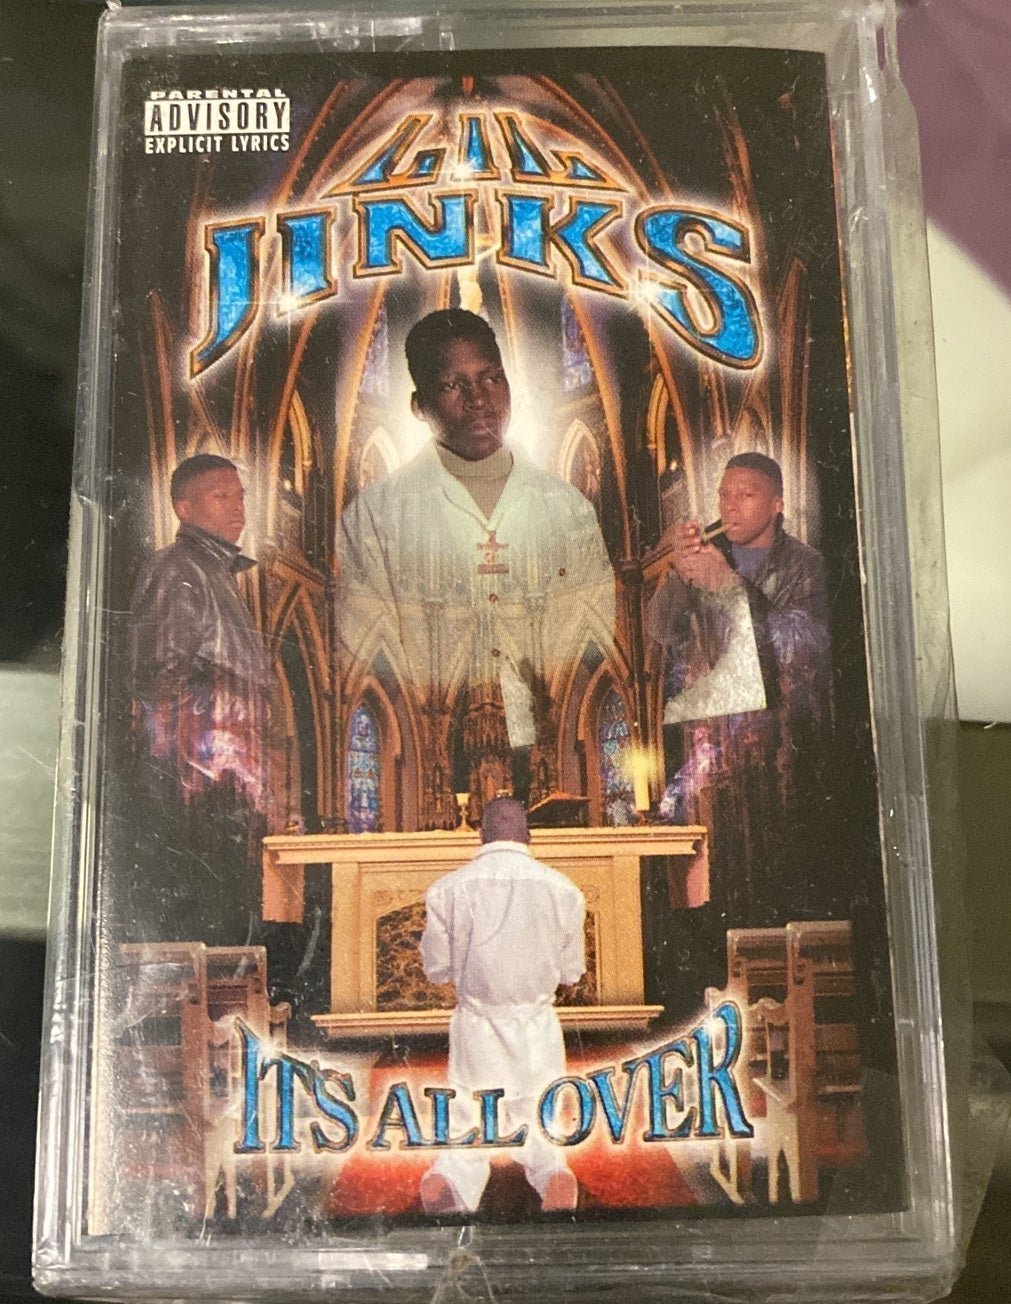 PARENTAL
ADVISORY
EXPLICIT LYRICS
LIL
JINKS
IT'S ALL OVER